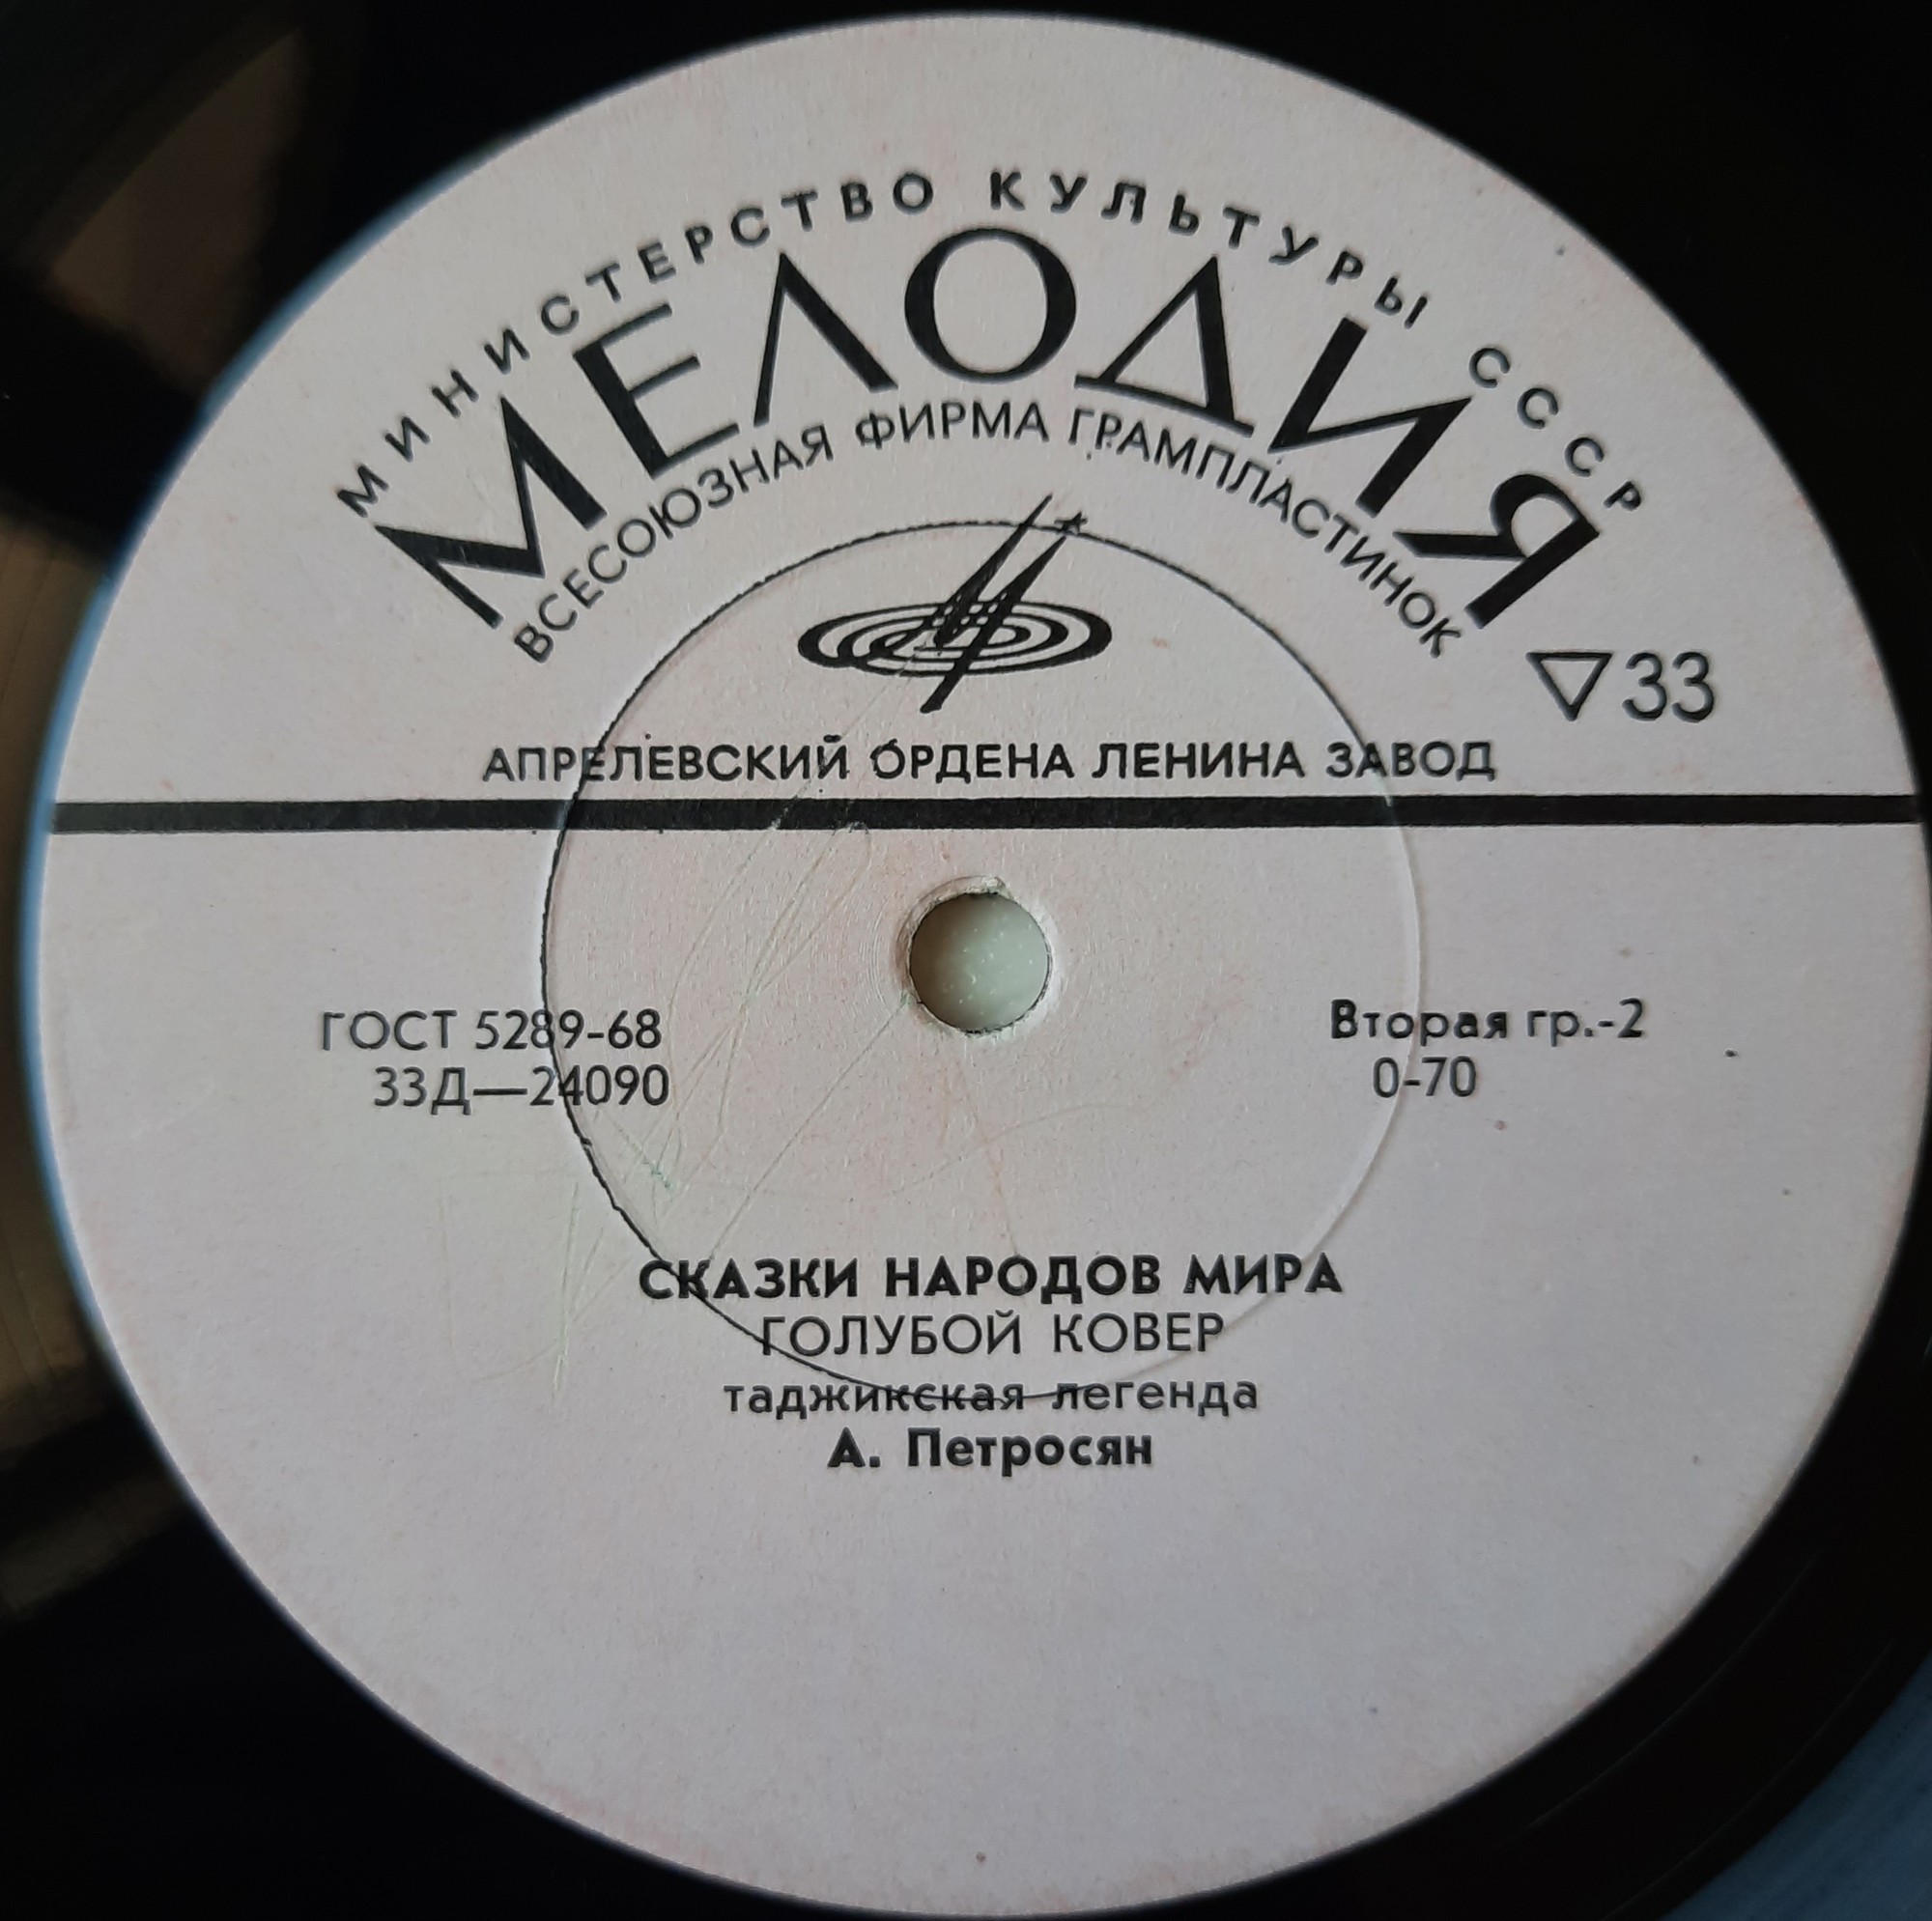 МИНИСТЕРСТВО КУЛЬТУРЫ СССР
МЕЛОДИЯ
ВСЕСОЮЗНАЯ ФИРМА ГРАМПЛАСТИНОК
▽33
АПРЕЛЕВСКИЙ ОРДЕНА ЛЕНИНА ЗАВОД
ГОСТ 5289-68
33Д—24090
Вторая гр.-2
0-70
СКАЗКИ НАРОДОВ МИРА
ГОЛУБОЙ КОВЕР
таджикская легенда
А. Петросян